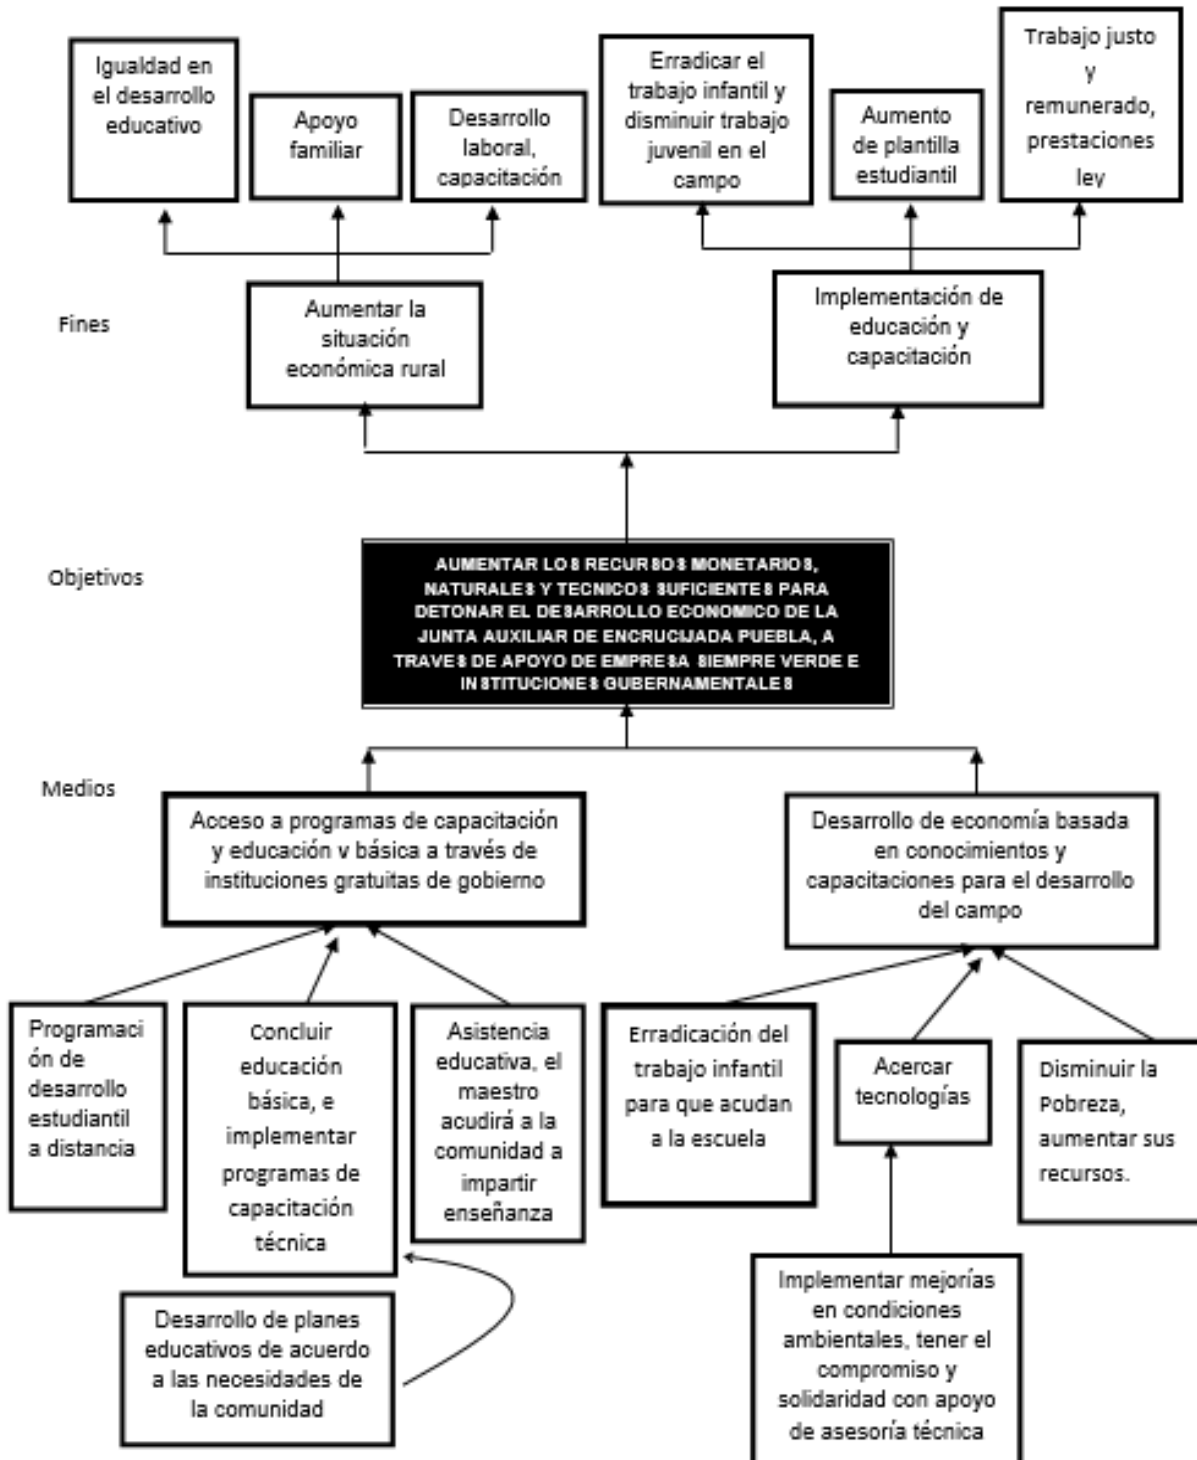 Igualdad en
el desarrollo
educativo
Apoyo
familiar
Desarrollo
laboral,
capacitación
Erradicar el
trabajo infantil y
disminuir trabajo
juvenil en el
campo
Aumento
de plantilla
estudiantil
Trabajo justo
y
remunerado,
prestaciones
ley
Fines
Aumentar la
situación
económica rural
Implementación de
educación y
capacitación
Objetivos
AUMENTAR LOS RECURSOS MONETARIOS,
NATURALES Y TECNICOS SUFICIENTES PARA
DETONAR EL DESARROLLO ECONOMICO DE LA
JUNTA AUXILIAR DE ENCRUCIJADA PUEBLA, A
TRAVES DE APOYO DE EMPRESA SIEMPRE VERDE E
INSTITUCIONES GUBERNAMENTALES
Medios
Acceso a programas de capacitación
y educación v básica a través de
instituciones gratuitas de gobierno
Desarrollo de economía basada
en conocimientos y
capacitaciones para el desarrollo
del campo
Programaci
ón de
desarrollo
estudiantil
a distancia
Concluir
educación
básica, e
implementar
programas de
capacitación
técnica
Asistencia
educativa, el
maestro
acudirá a la
comunidad a
impartir
enseñanza
Erradicación del
trabajo infantil
para que acudan
a la escuela
Acercar
tecnologías
Disminuir la
Pobreza,
aumentar sus
recursos.
Desarrollo de planes
educativos de acuerdo
a las necesidades de
la comunidad
Implementar mejorías
en condiciones
ambientales, tener el
compromiso y
solidaridad con apoyo
de asesoría técnica